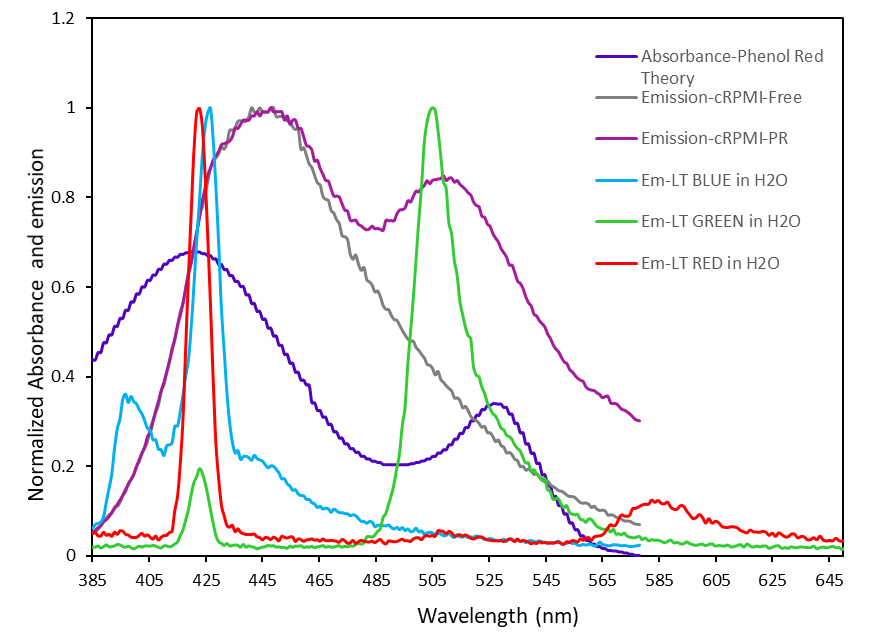 1.2
1
0.8
0.6
0.4
0.2
0
Normalized Absorbance and emission
Absorbance-Phenol Red
Theory
Emission-cRPMI-Free
Emission-cRPMI-PR
Em-LT BLUE in H2O
Em-LT GREEN in H2O
Em-LT RED in H2O
385 405 425 445 465 485 505 525 545 565 585 605 625 645
Wavelength (nm)